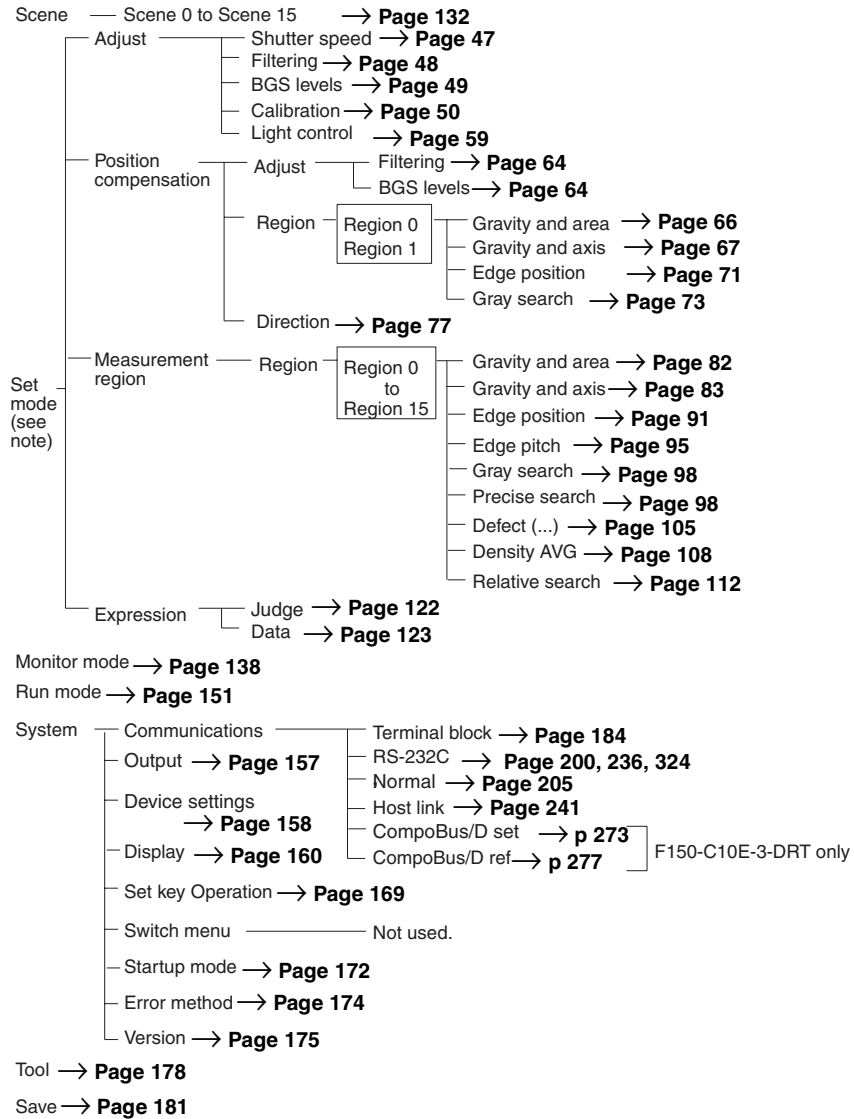 Scene Scene 0 to Scene 15 → Page 132
Adjust Shutter speed → Page 47
Filtering → Page 48
BGS levels → Page 49
Calibration → Page 50
Light control → Page 59
Position
compensation Adjust Filtering → Page 64
BGS levels → Page 64
Region Region 0
Region 1
Gravity and area → Page 66
Gravity and axis → Page 67
Edge position → Page 71
Gray search → Page 73
Direction → Page 77
Set
mode
(see
note)
Measurement
region Region Region 0
to
Region 15
Gravity and area → Page 82
Gravity and axis → Page 83
Edge position → Page 91
Edge pitch → Page 95
Gray search → Page 98
Precise search → Page 98
Defect (...) → Page 105
Density AVG → Page 108
Relative search → Page 112
Expression Judge → Page 122
Data → Page 123
Monitor mode → Page 138
Run mode → Page 151
System Communications Terminal block → Page 184
RS-232C → Page 200, 236, 324
Normal → Page 205
Host link → Page 241
CompoBus/D set → p 273
CompoBus/D ref → p 277
F150-C10E-3-DRT only
Output → Page 157
Device settings
→ Page 158
Display → Page 160
Set key Operation → Page 169
Switch menu Not used.
Startup mode → Page 172
Error method → Page 174
Version → Page 175
Tool → Page 178
Save → Page 181